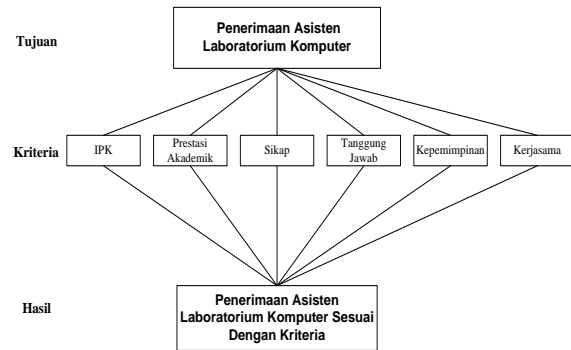 Tujuan
Penerimaan Asisten
Laboratorium Komputer
Kriteria
IPK
Prestasi
Akademik
Sikap
Tanggung
Jawab
Kepemimpinan
Kerjasama
Hasil
Penerimaan Asisten
Laboratorium Komputer Sesuai
Dengan Kriteria